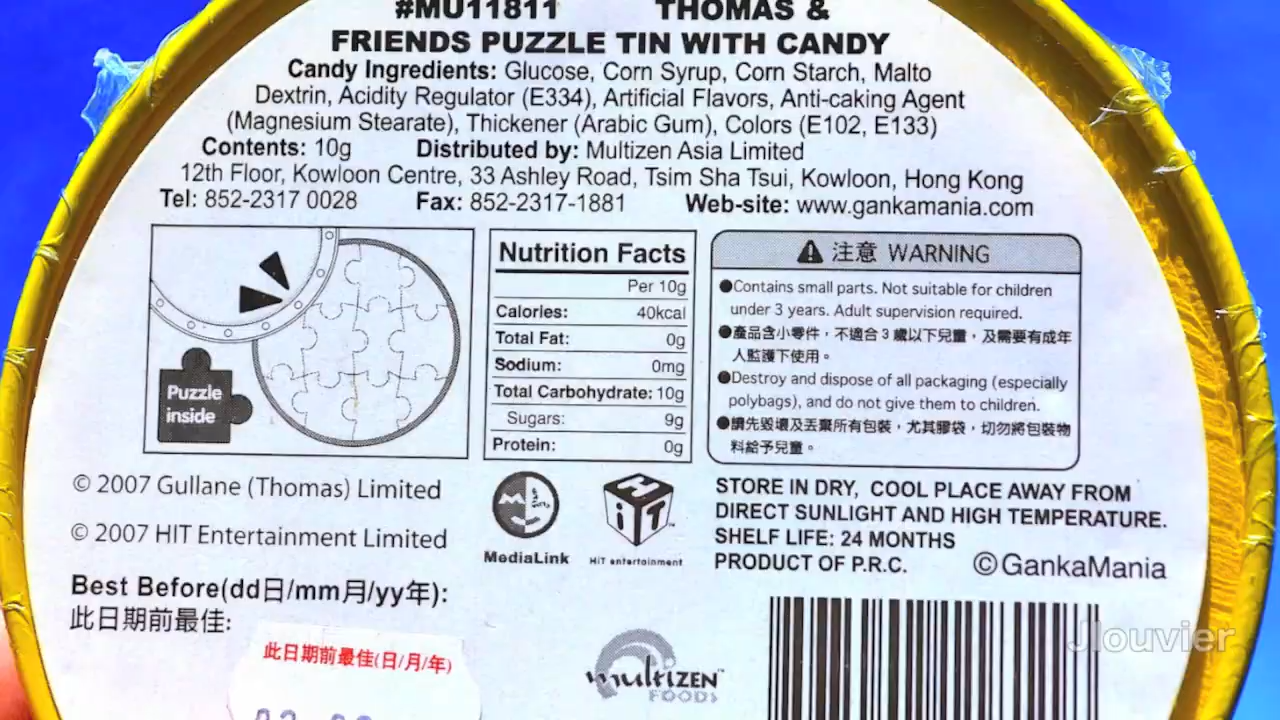 #MU11811 THOMAS &
FRIENDS PUZZLE TIN WITH CANDY
Candy Ingredients: Glucose, Corn Syrup, Corn Starch, Malto
Dextrin, Acidity Regulator (E334), Artificial Flavors, Anti-caking Agent
(Magnesium Stearate), Thickener (Arabic Gum), Colors (E102, E133)
Contents: 10g Distributed by: Multizen Asia Limited
12th Floor, Kowloon Centre, 33 Ashley Road, Tsim Sha Tsui, Kowloon, Hong Kong
Tel: 852-2317 0028 Fax: 852-2317-1881 Web-site: www.gankamania.com
Puzzle
inside
Nutrition Facts
Per 10g
Calories: 40kcal
Total Fat: 0g
Sodium: 0mg
Total Carbohydrate: 10g
Sugars: 9g
Protein: 0g
注意 WARNING
●Contains small parts. Not suitable for children
under 3 years. Adult supervision required.
●產品含小零件，不適合3歲以下兒童，及需要有成年
人監護下使用。
●Destroy and dispose of all packaging (especially
polybags), and do not give them to children.
●請先毀壞及丟棄所有包裝，尤其膠袋，切勿將包裝物
料給予兒童。
© 2007 Gullane (Thomas) Limited
© 2007 HIT Entertainment Limited
MediaLink
HiT
HiT entertainment
STORE IN DRY, COOL PLACE AWAY FROM
DIRECT SUNLIGHT AND HIGH TEMPERATURE.
SHELF LIFE: 24 MONTHS
PRODUCT OF P.R.C. ©GankaMania
Best Before(dd日/mm月/yy年):
此日期前最佳:
此日期前最佳(日/月/年)
multizen™
FOODS
Jlouvier